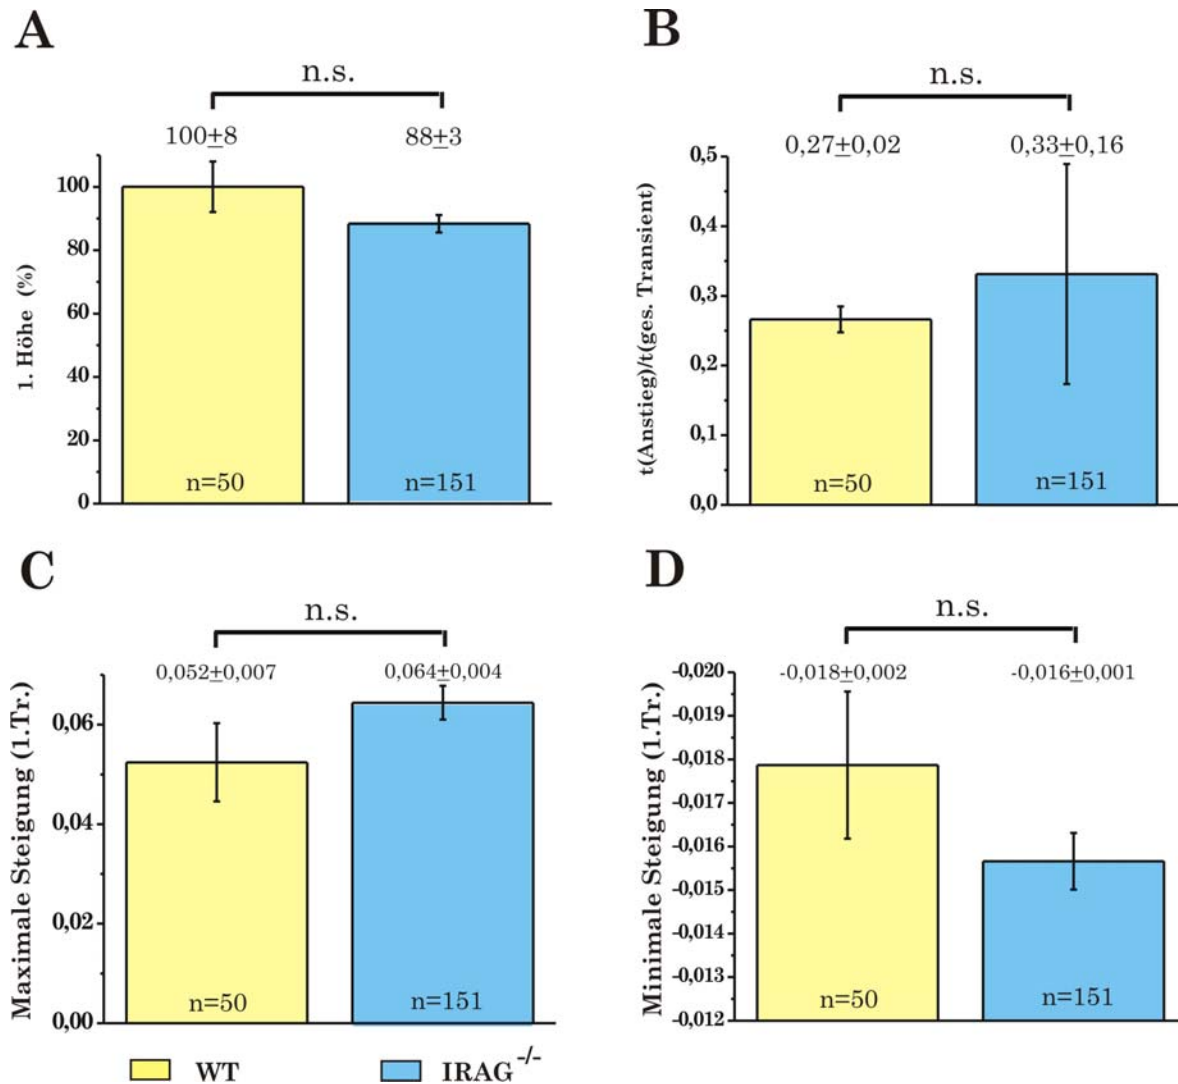 A
n.s.
100±8
88±3
1. Höhe (%)
100
80
60
40
20
0
n=50
n=151
B
n.s.
0,27±0,02
0,33±0,16
t(Anstieg)/t(ges. Transient)
0,5
0,4
0,3
0,2
0,1
0,0
n=50
n=151
C
n.s.
0,052±0,007
0,064±0,004
Maximale Steigung (1.Tr.)
0,06
0,04
0,02
0,00
n=50
n=151
D
n.s.
-0,018±0,002
-0,016±0,001
Minimale Steigung (1.Tr.)
-0,020
-0,019
-0,018
-0,017
-0,016
-0,015
-0,014
-0,013
-0,012
n=50
n=151
WT
IRAG -/-